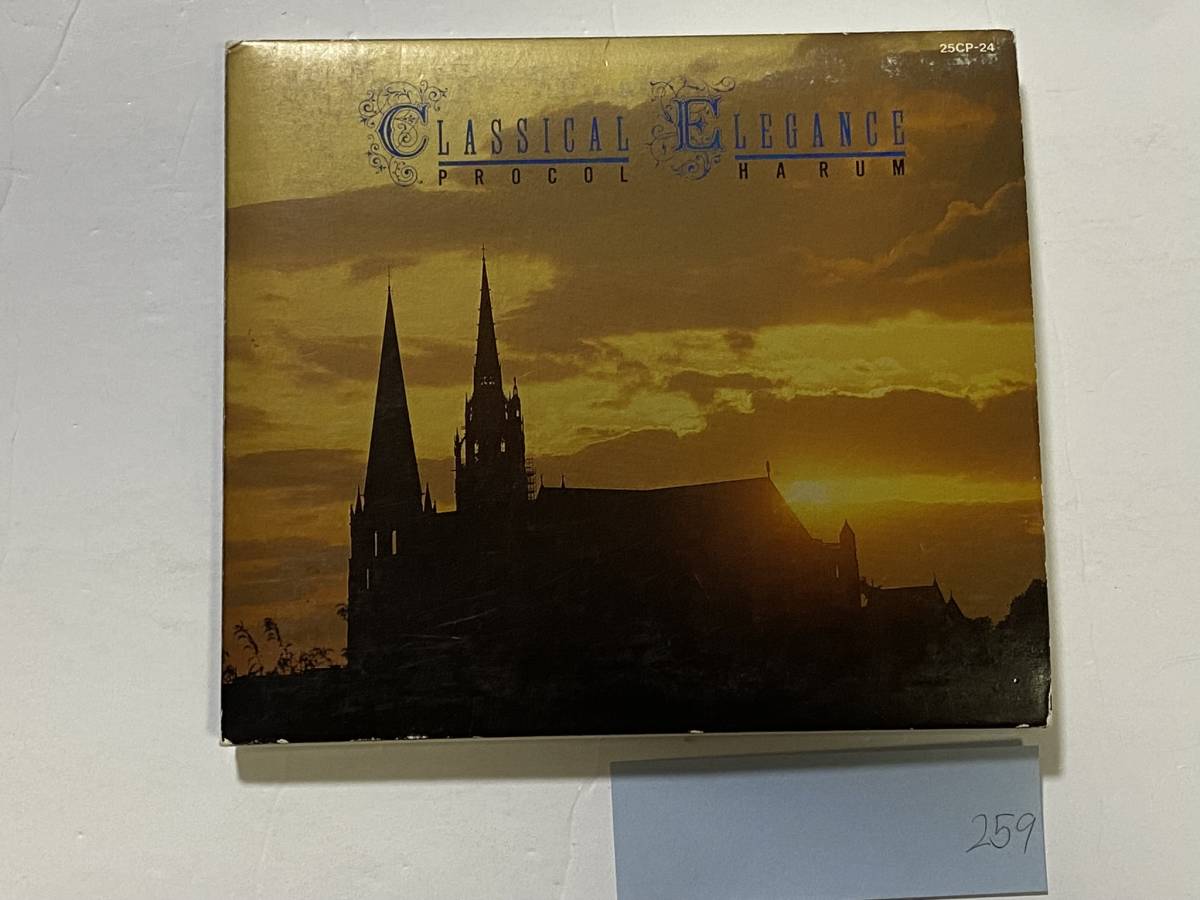 25CP-24
CLASSICAL ELEGANCE
PROCOL HARUM
259